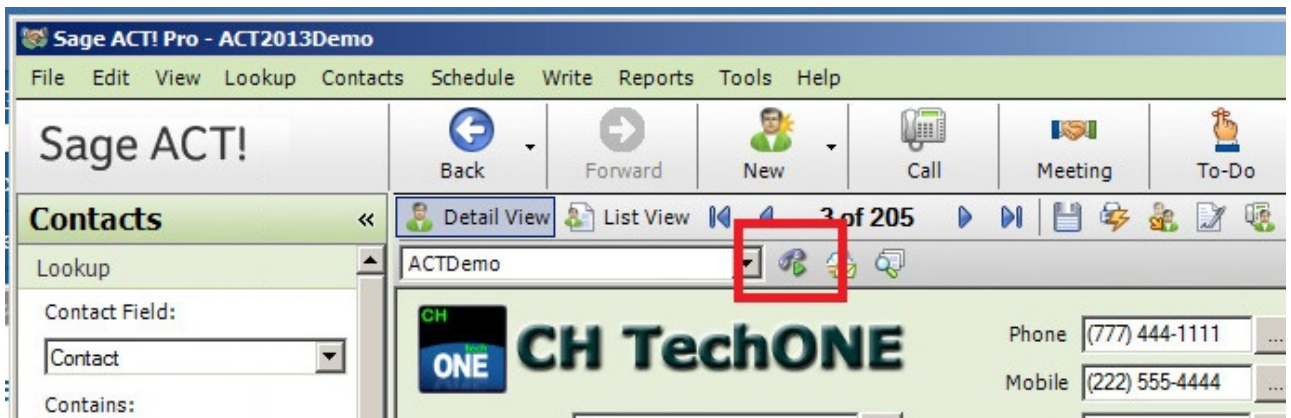 Sage ACT! Pro - ACT2013Demo
File Edit View Lookup Contacts Schedule Write Reports Tools Help
Sage ACT!
Back Forward New Call Meeting To-Do
Contacts «
Detail View List View 3 of 205
Lookup
ACTDemo
Contact Field:
Contact
Contains:
CH
tech
ONE
CH TechONE
Phone (777) 444-1111 ...
Mobile (222) 555-4444 ...